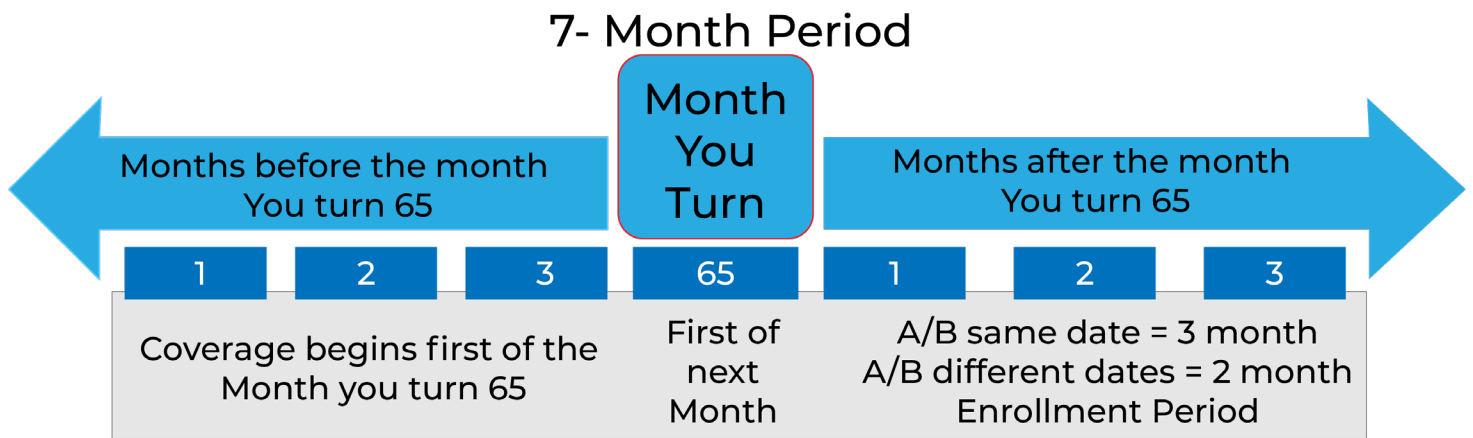 7- Month Period
Months before the month
You turn 65
Month
You
Turn
Months after the month
You turn 65
1
2
3
65
1
2
3
Coverage begins first of the
Month you turn 65
First of
next
Month
A/B same date = 3 month
A/B different dates = 2 month
Enrollment Period